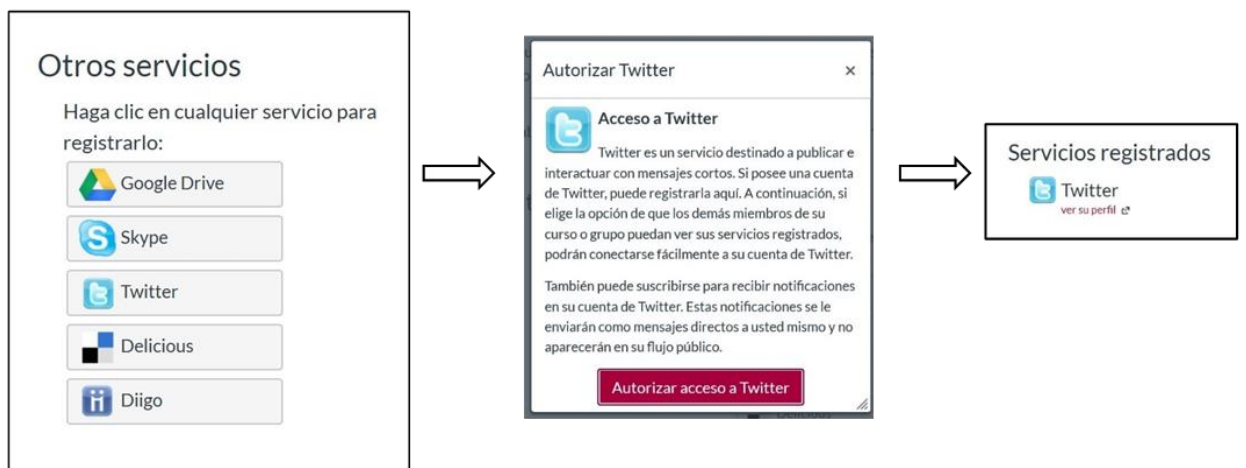 Otros servicios
Haga clic en cualquier servicio para
registrarlo:
Google Drive
Skype
Twitter
Delicious
Diigo
Autorizar Twitter ×
Acceso a Twitter
Twitter es un servicio destinado a publicar e
interactuar con mensajes cortos. Si posee una cuenta
de Twitter, puede registrarla aquí. A continuación, si
elige la opción de que los demás miembros de su
curso o grupo puedan ver sus servicios registrados,
podrán conectarse fácilmente a su cuenta de Twitter.
También puede suscribirse para recibir notificaciones
en su cuenta de Twitter. Estas notificaciones se le
enviarán como mensajes directos a usted mismo y no
aparecerán en su flujo público.
Autorizar acceso a Twitter
Servicios registrados
Twitter
ver su perfil